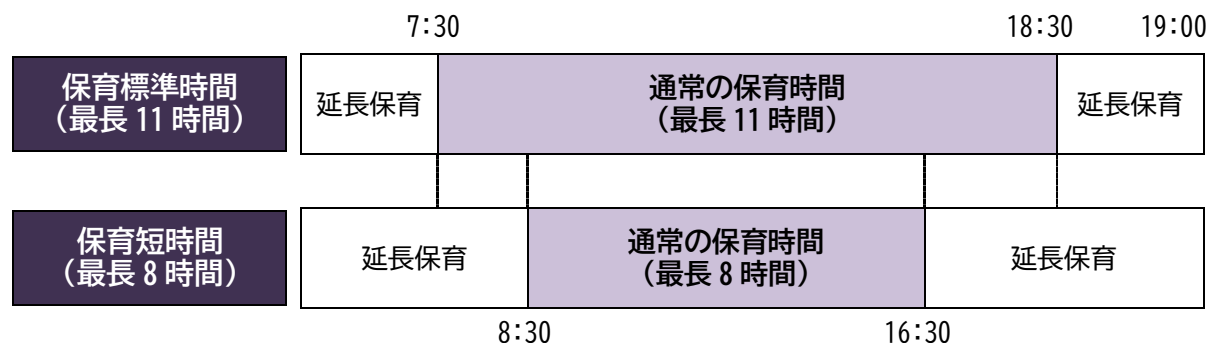 7:30 18:30 19:00
保育標準時間
（最長 11 時間）
延長保育
通常の保育時間
（最長 11 時間）
延長保育
保育短時間
（最長 8 時間）
延長保育
通常の保育時間
（最長 8 時間）
延長保育
8:30 16:30